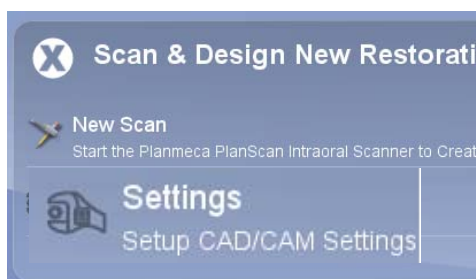 Scan & Design New Restorati
New Scan
Start the Planmeca PlanScan Intraoral Scanner to Creat
Settings
Setup CAD/CAM Settings